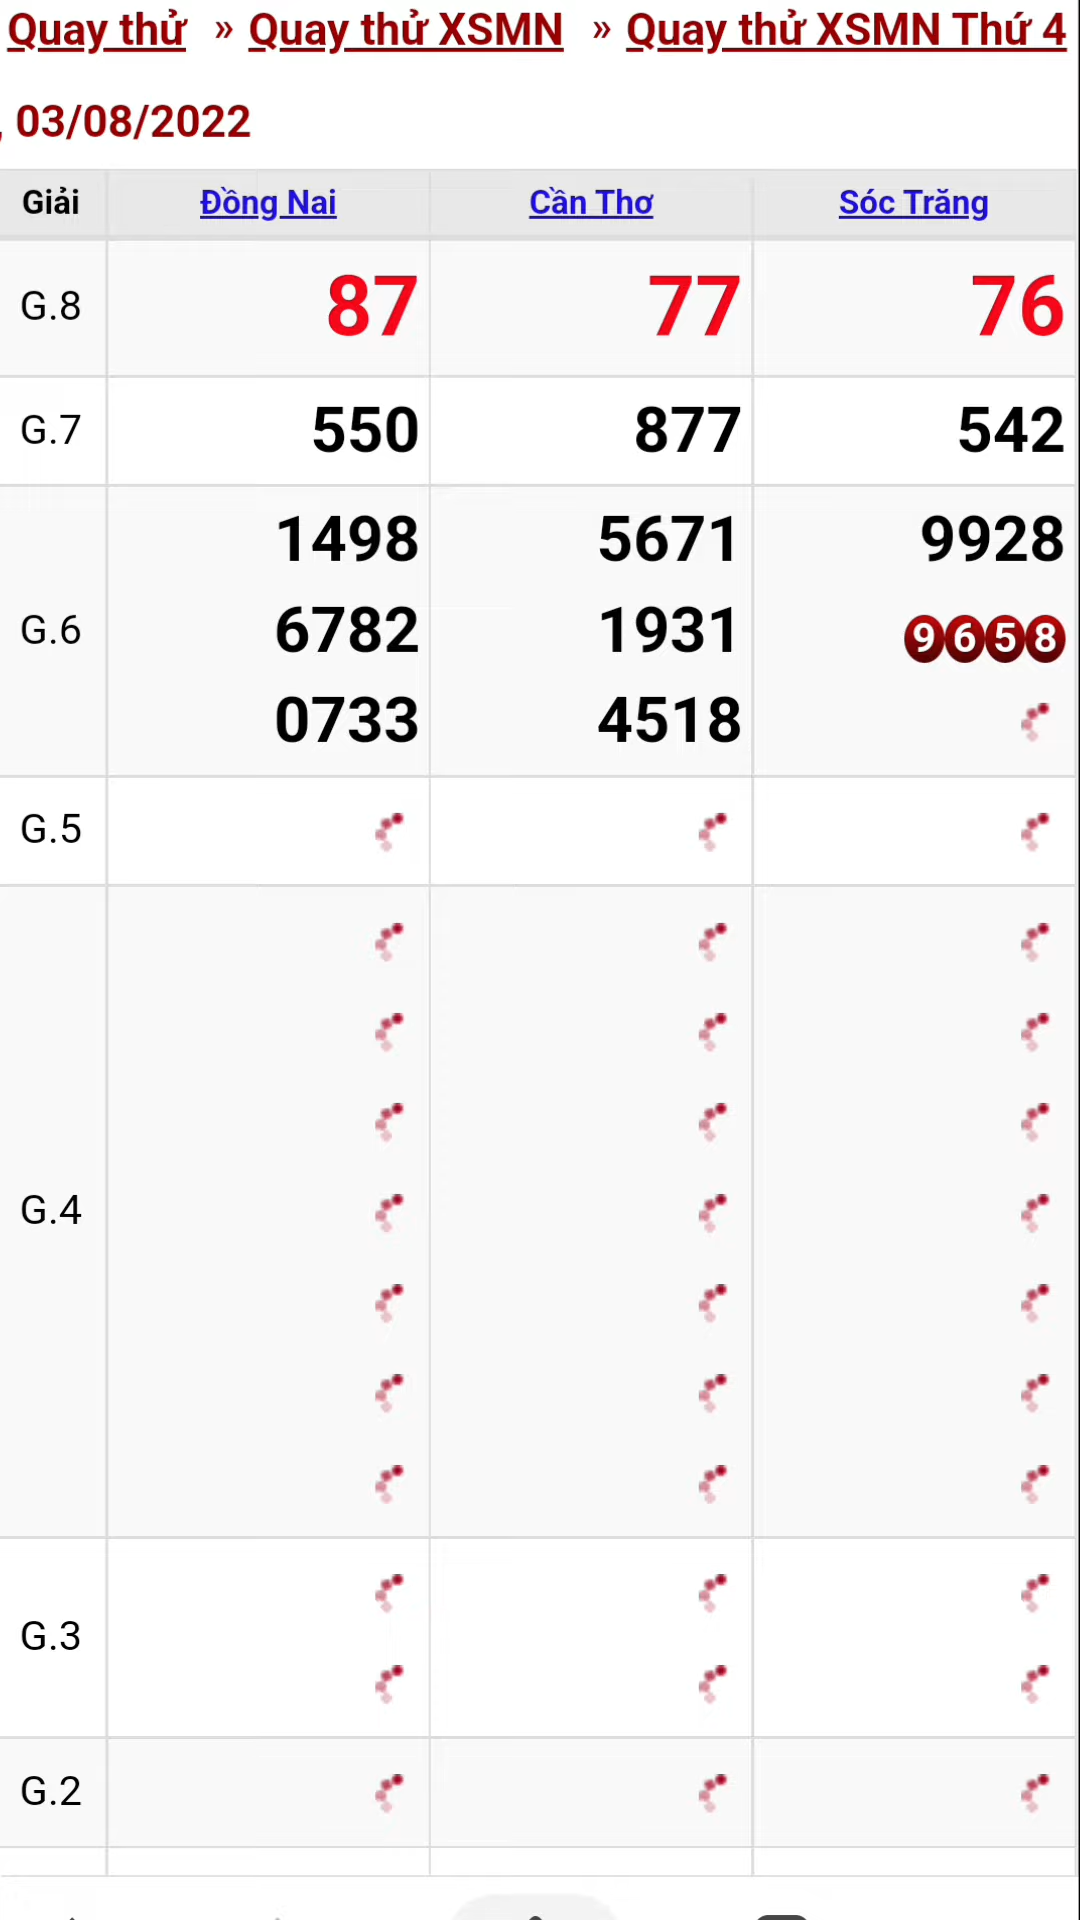 Quay thử » Quay thử XSMN » Quay thử XSMN Thứ 4
, 03/08/2022
Giải Đồng Nai Cần Thơ Sóc Trăng
G.8 87 77 76
G.7 550 877 542
1498 5671 9928
G.6 6782 1931 9658
0733 4518
G.5
G.4
G.3
G.2